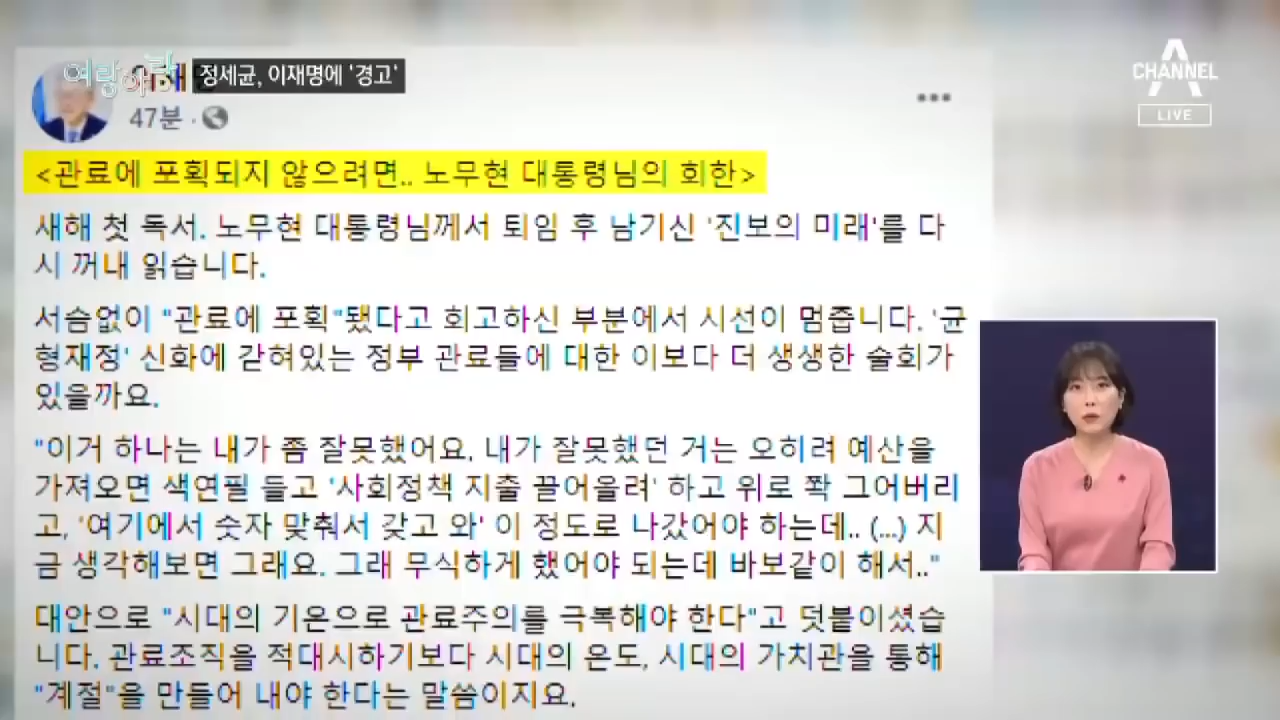 여랑야랑
정세균, 이재명에 '경고'
CHANNEL
LIVE
47분
<관료에 포획되지 않으려면.. 노무현 대통령님의 회한>
새해 첫 독서. 노무현 대통령님께서 퇴임 후 남기신 '진보의 미래'를 다
시 꺼내 읽습니다.
서슴없이 "관료에 포획"됐다고 회고하신 부분에서 시선이 멈춥니다. '균
형재정' 신화에 갇혀있는 정부 관료들에 대한 이보다 더 생생한 술회가
있을까요.
"이거 하나는 내가 좀 잘못했어요. 내가 잘못했던 거는 오히려 예산을
가져오면 색연필 들고 '사회정책 지출 끌어올려' 하고 위로 쫙 그어버리
고, '여기에서 숫자 맞춰서 갖고 와' 이 정도로 나갔어야 하는데.. (...) 지
금 생각해보면 그래요. 그래 무식하게 했어야 되는데 바보같이 해서.."
대안으로 "시대의 기온으로 관료주의를 극복해야 한다"고 덧붙이셨습
니다. 관료조직을 적대시하기보다 시대의 온도, 시대의 가치관을 통해
"계절"을 만들어 내야 한다는 말씀이지요.